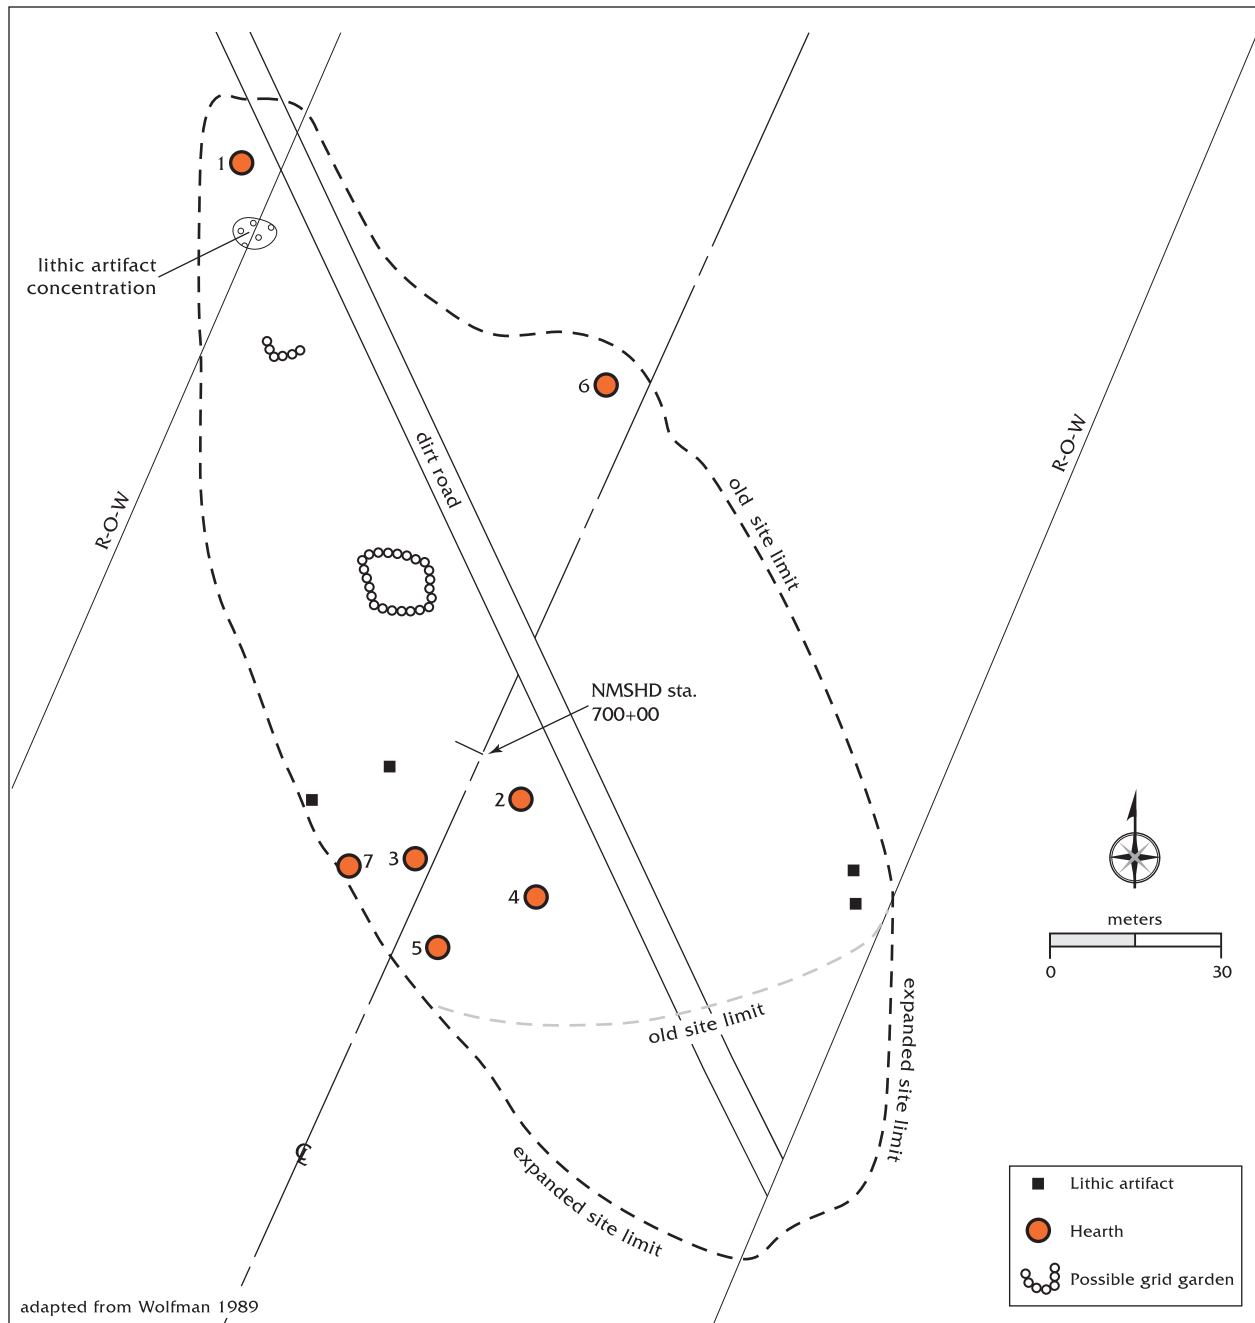 1
lithic artifact
concentration
6
dirt road
R-O-W
R-O-W
old site limit
NMSHD sta.
700+00
2
7
3
4
5
meters
0
30
old site limit
expanded site limit
℄
expanded site limit
Lithic artifact
Hearth
Possible grid garden
adapted from Wolfman 1989